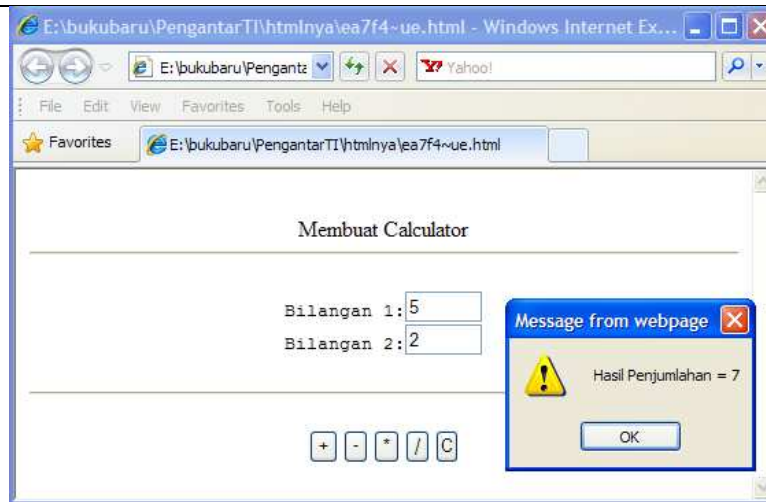 E:\bukubaru\PengantarTI\htmlnya\ea7f4~ue.html - Windows Internet Ex...
E:\bukubaru\Penganta
Yahoo!
File Edit View Favorites Tools Help
Favorites
E:\bukubaru\PengantarTI\htmlnya\ea7f4~ue.html
Membuat Calculator
Bilangan 1: 5
Bilangan 2: 2
Message from webpage
Hasil Penjumlahan = 7
OK
+ - * / C